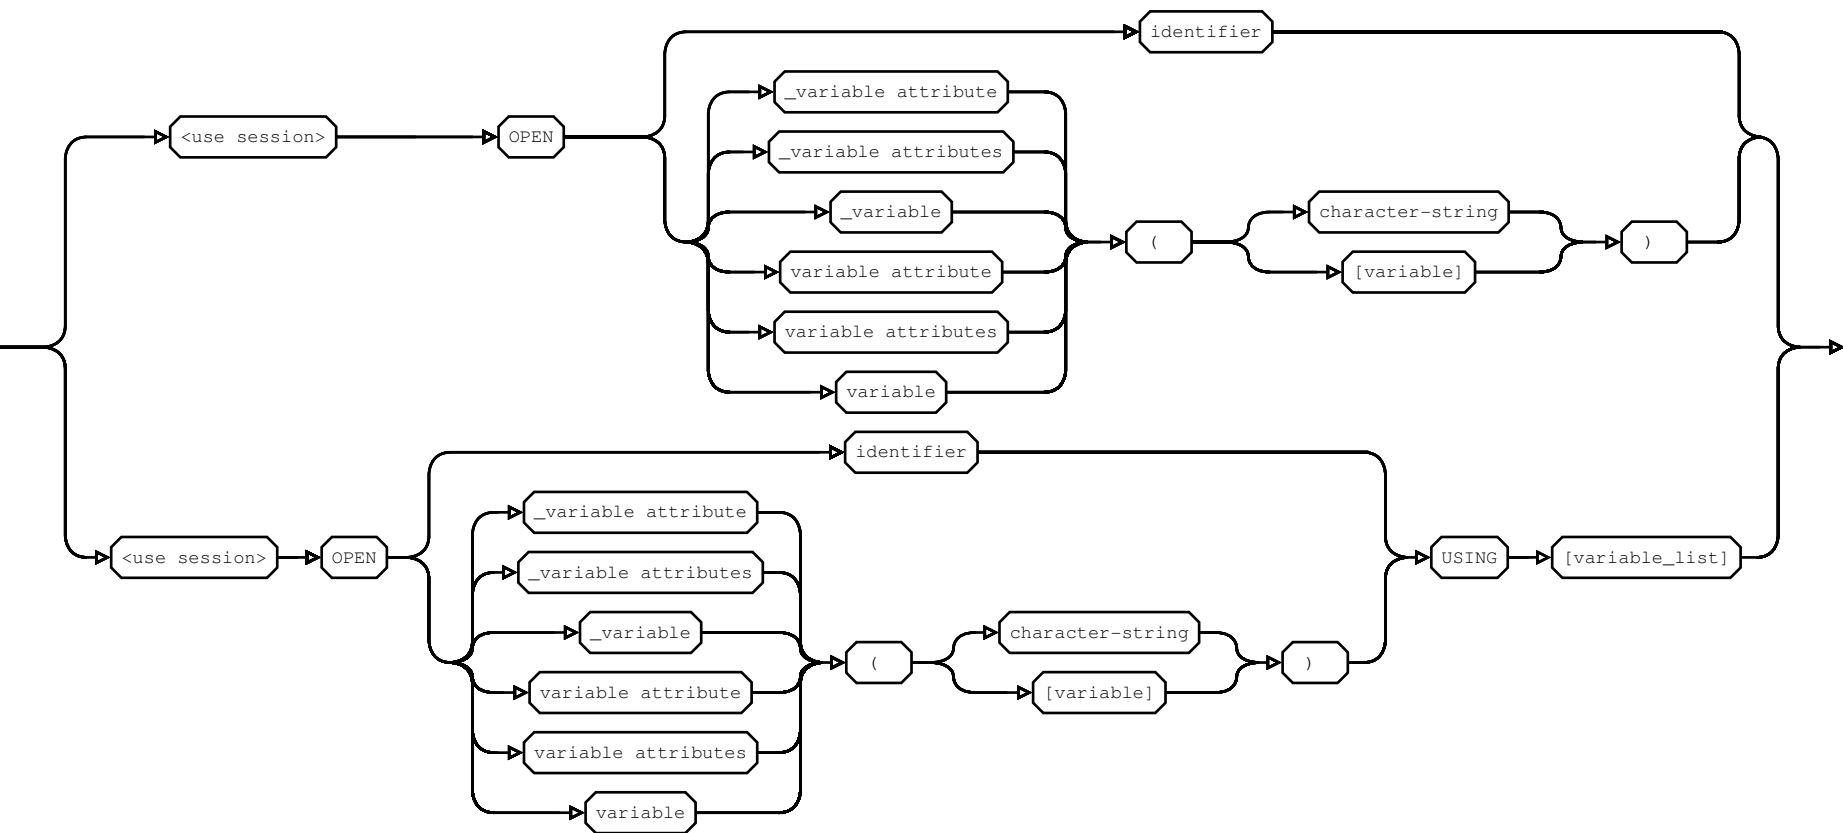 identifier
_variable attribute
<use session> OPEN
_variable attributes
_variable
character-string
( )
variable attribute
[variable]
variable attributes
variable
identifier
_variable attribute
<use session> OPEN
USING [variable_list]
_variable attributes
_variable
character-string
( )
variable attribute
[variable]
variable attributes
variable